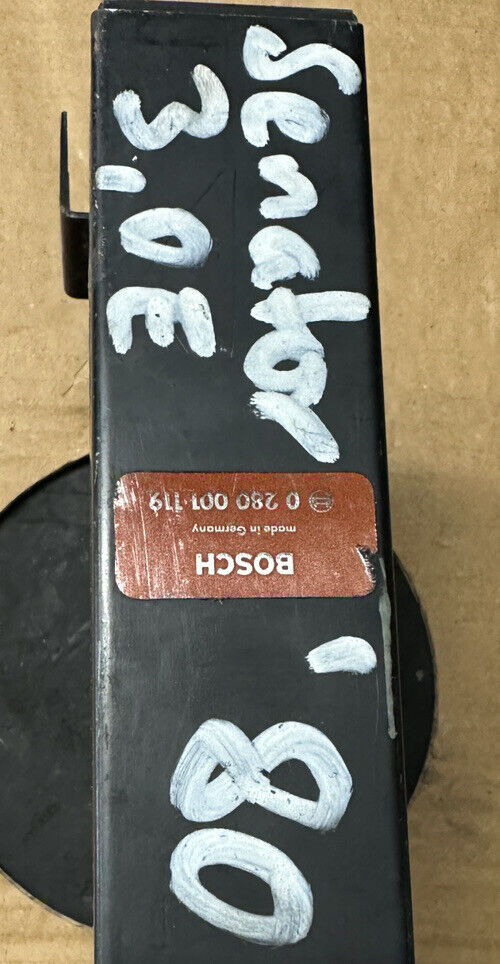 Senator
3,0E
BOSCH
made in Germany
0 280 001 119
'80